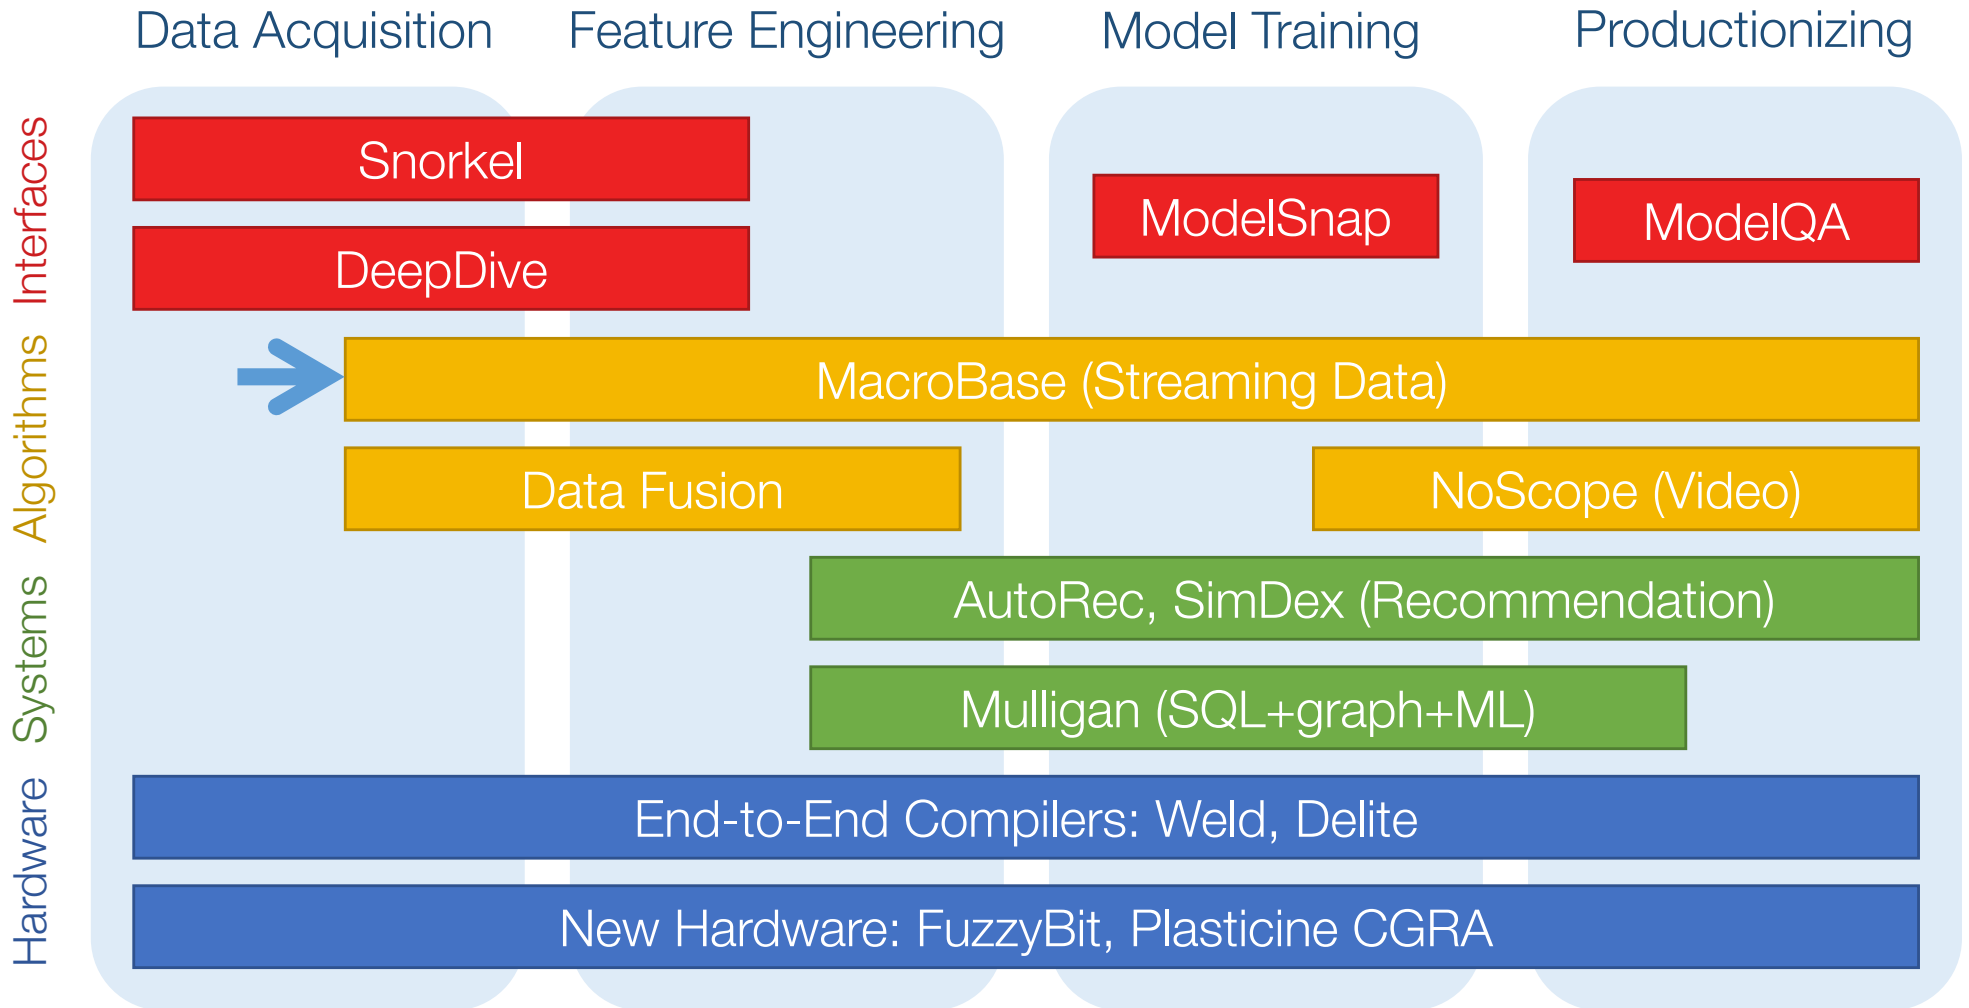 Data Acquisition
Feature Engineering
Model Training
Productionizing
Interfaces
Snorkel
DeepDive
ModelSnap
ModelQA
Algorithms
MacroBase (Streaming Data)
Data Fusion
NoScope (Video)
Systems
AutoRec, SimDex (Recommendation)
Mulligan (SQL+graph+ML)
Hardware
End-to-End Compilers: Weld, Delite
New Hardware: FuzzyBit, Plasticine CGRA